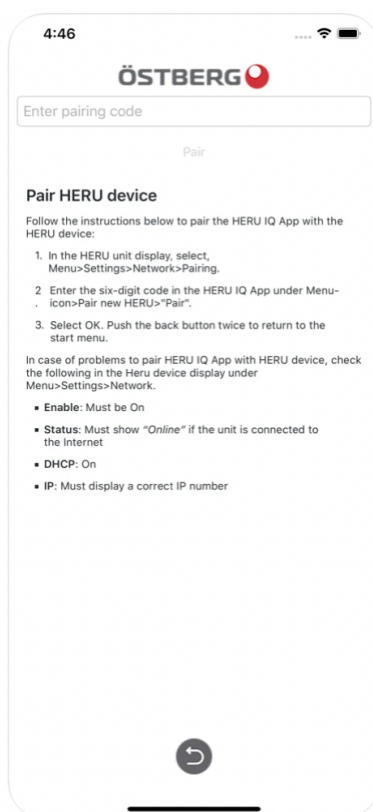 4:46
ÖSTBERG
Enter pairing code
Pair
Pair HERU device
Follow the instructions below to pair the HERU IQ App with the
HERU device:
1. In the HERU unit display, select,
Menu>Settings>Network>Pairing.
2 Enter the six-digit code in the HERU IQ App under Menu-
. icon>Pair new HERU>"Pair".
3. Select OK. Push the back button twice to return to the
start menu.
In case of problems to pair HERU IQ App with HERU device, check
the following in the Heru device display under
Menu>Settings>Network.
▪ Enable: Must be On
▪ Status: Must show “Online” if the unit is connected to
the Internet
▪ DHCP: On
▪ IP: Must display a correct IP number